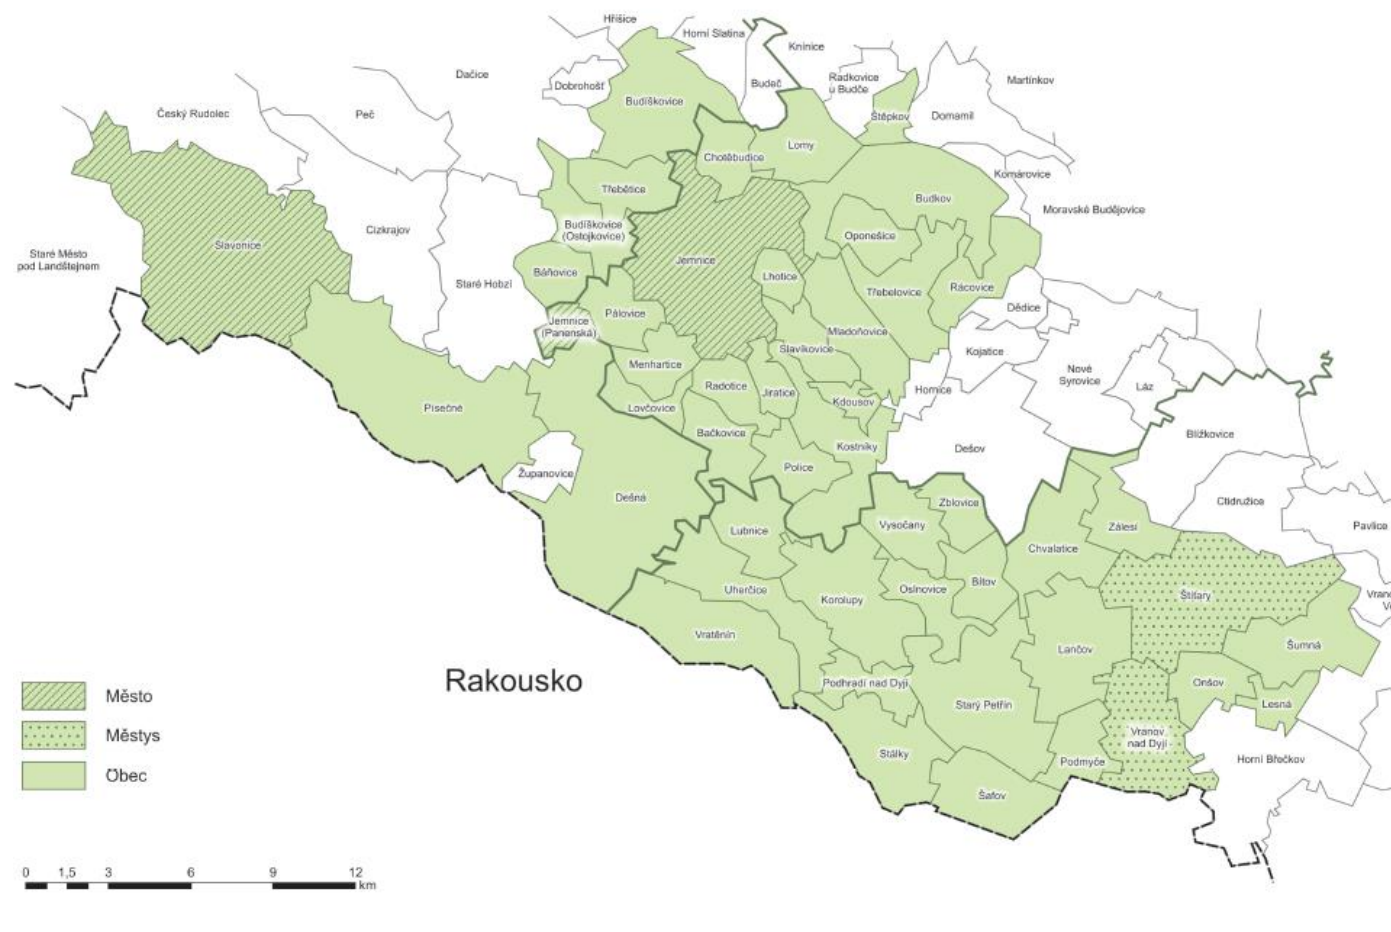 Hříšice
Horní Slatina
Knínice
Dačice
Dobrohošť
Budeč
Radkovice
u Budče
Martínkov
Budíškovice
Český Rudolec
Peč
Štěpkov
Domamil
Chotěbudice
Lomy
Komárovice
Třebětice
Budkov
Moravské Budějovice
Budíškovice
(Ostojkovice)
Cizkrajov
Oponešice
Slavonice
Staré Město
pod Landštejnem
Jemnice
Báňovice
Lhotice
Staré Hobzí
Třebelovice
Rácovice
Dědice
Pálovice
Jemnice
(Panenská)
Mladoňovice
Slavíkovice
Kojatice
Menhartice
Nové
Syrovice
Radotice
Jiratice
Hornice
Láz
Kdousov
Písečné
Lovčovice
Bačkovice
Blížkovice
Kostníky
Dešov
Police
Županovice
Dešná
Zblovice
Ctidružice
Vysočany
Zálesí
Pavlice
Lubnice
Chvalatice
Uherčice
Oslnovice
Bítov
Korolupy
Štítary
Vratěnín
Lančov
Šumná
Rakousko
Podhradí nad Dyjí
Onšov
Starý Petřín
Lesná
Vranov
nad Dyjí
Stálky
Podmyče
Horní Břečkov
Šafov
Město
Městys
Obec
0 1,5 3 6 9 12
km